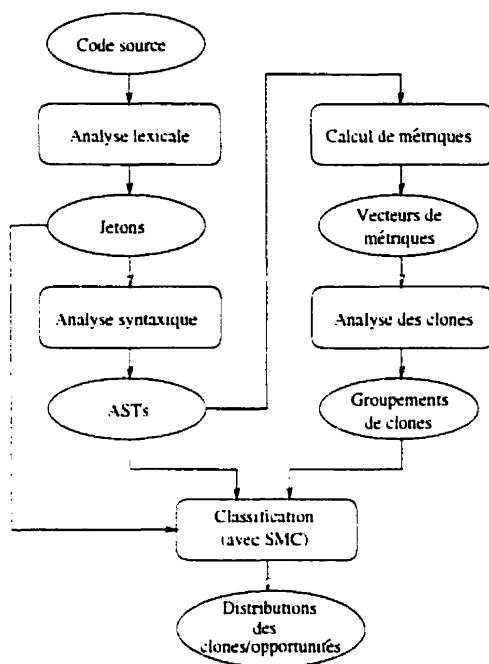 Code source
Analyse lexicale
Jetons
Analyse syntaxique
ASTs
Calcul de métriques
Vecteurs de
métriques
Analyse des clones
Groupements
de clones
Classification
(avec SMC)
Distributions
des
clones/opportunités